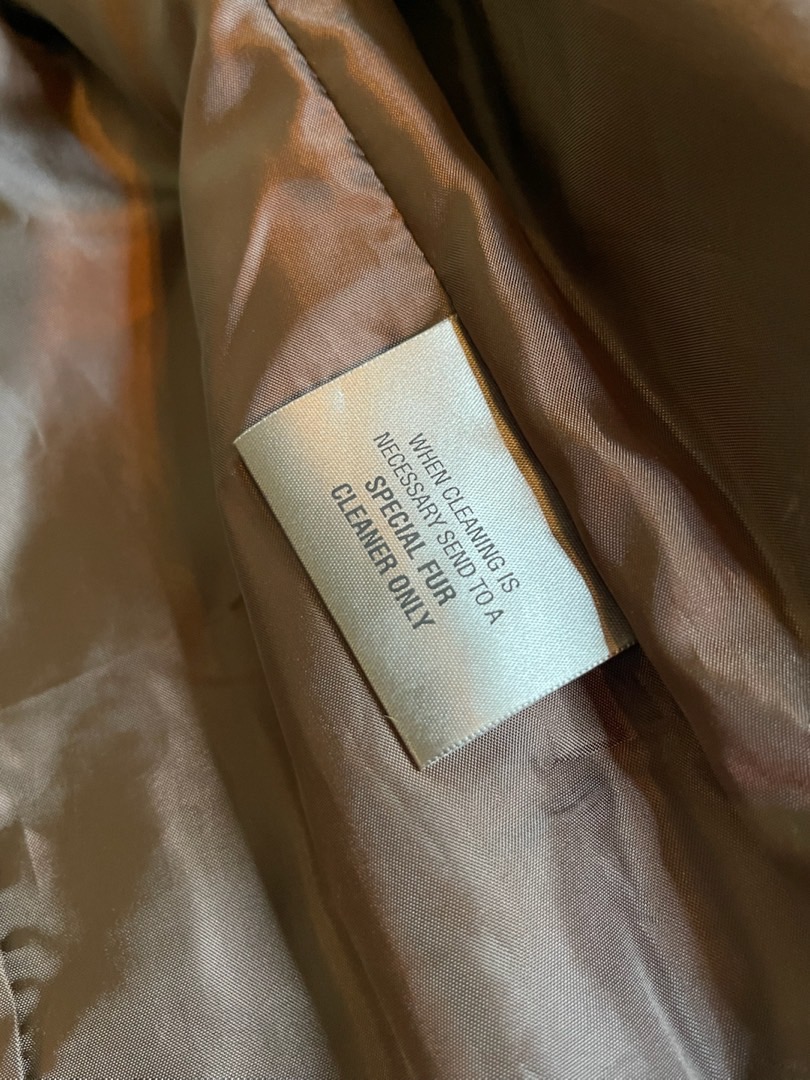 WHEN CLEANING IS
NECESSARY SEND TO A
SPECIAL FUR
CLEANER ONLY